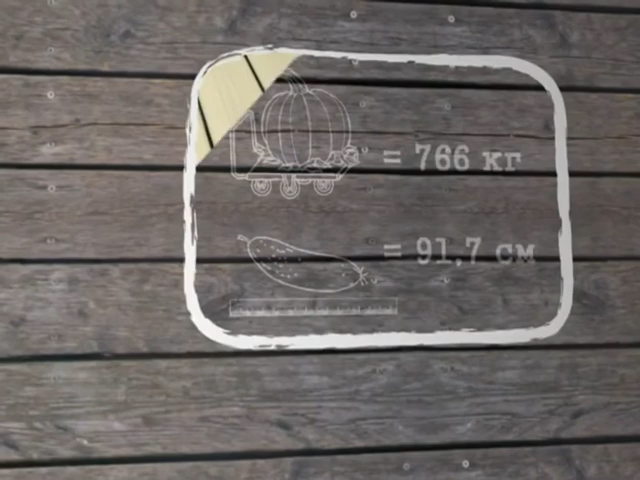 = 766 кг
= 91,7 см